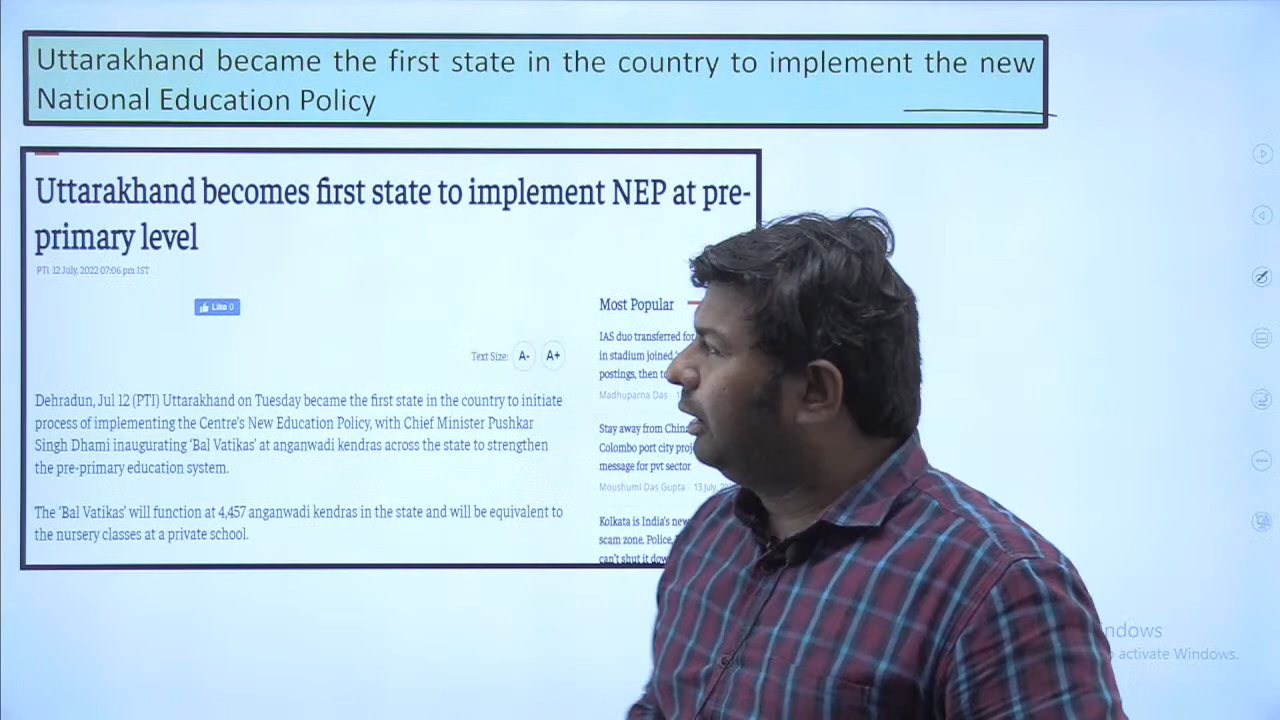 Uttarakhand became the first state in the country to implement the new
National Education Policy
Uttarakhand becomes first state to implement NEP at pre-
primary level
PTI 12 July, 2022 07:06 pm IST
Like 0
Most Popular
Text Size: A- A+
IAS duo transferred for
in stadium joined
postings, then
Madhuparna Das
Dehradun, Jul 12 (PTI) Uttarakhand on Tuesday became the first state in the country to initiate
process of implementing the Centre's New Education Policy, with Chief Minister Pushkar
Singh Dhami inaugurating 'Bal Vatikas' at anganwadi kendras across the state to strengthen
the pre-primary education system.
Stay away from China
Colombo port city
message for pvt sector
Moushumi Das Gupta 13 July,
The 'Bal Vatikas' will function at 4,457 anganwadi kendras in the state and will be equivalent to
the nursery classes at a private school.
Kolkata is India's new
scam zone. Police,
can't shut it down
activate Windows.